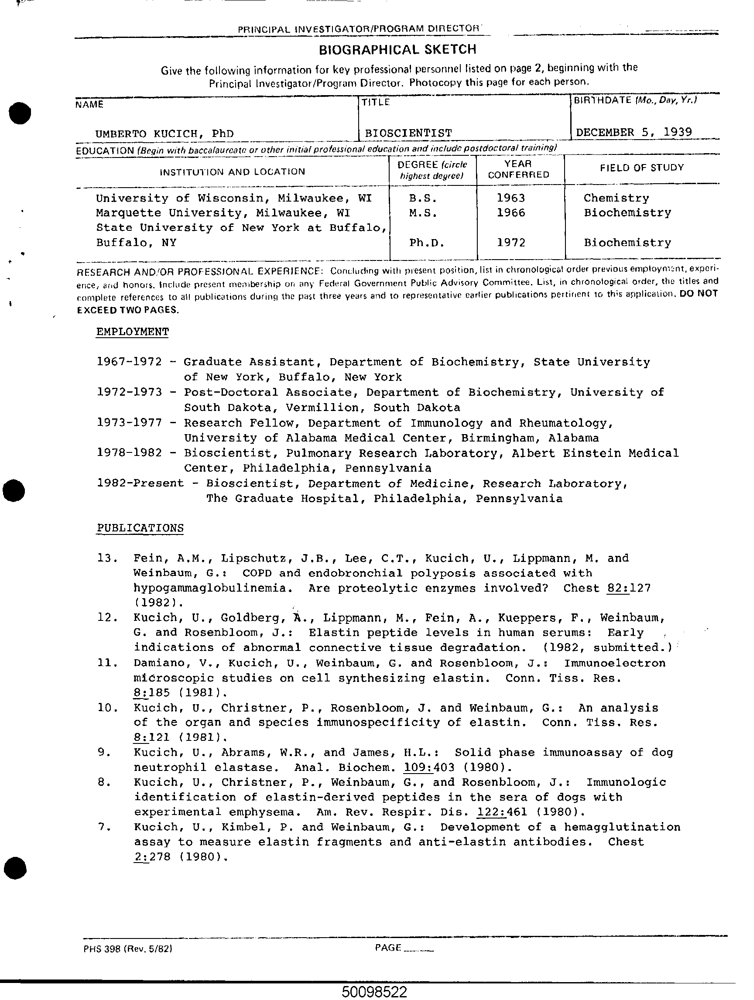 PRINCIPAL INVESTIGATOR/PROGRAM DIRECTOR
BIOGRAPHICAL SKETCH
Give the following information for key professional personnel listed on page 2, beginning with the
Principal Investigator/Program Director. Photocopy this page for each person.
NAME TITLE BIRTHDATE (Mo., Day, Yr.)
UMBERTO KUCICH, PhD BIOSCIENTIST DECEMBER 5, 1939
EDUCATION (Begin with baccalaureate or other initial professional education and include postdoctoral training)
INSTITUTION AND LOCATION DEGREE (circle highest degree) YEAR CONFERRED FIELD OF STUDY
University of Wisconsin, Milwaukee, WI B.S. 1963 Chemistry
Marquette University, Milwaukee, WI M.S. 1966 Biochemistry
State University of New York at Buffalo,
Buffalo, NY Ph.D. 1972 Biochemistry
RESEARCH AND/OR PROFESSIONAL EXPERIENCE: Concluding with present position, list in chronological order previous employment, experi-
ence, and honors. Include present membership on any Federal Government Public Advisory Committee. List, in chronological order, the titles and
complete references to all publications during the past three years and to representative earlier publications pertinent to this application. DO NOT
EXCEED TWO PAGES.
EMPLOYMENT
1967-1972 - Graduate Assistant, Department of Biochemistry, State University
of New York, Buffalo, New York
1972-1973 - Post-Doctoral Associate, Department of Biochemistry, University of
South Dakota, Vermillion, South Dakota
1973-1977 - Research Fellow, Department of Immunology and Rheumatology,
University of Alabama Medical Center, Birmingham, Alabama
1978-1982 - Bioscientist, Pulmonary Research Laboratory, Albert Einstein Medical
Center, Philadelphia, Pennsylvania
1982-Present - Bioscientist, Department of Medicine, Research Laboratory,
The Graduate Hospital, Philadelphia, Pennsylvania
PUBLICATIONS
13. Fein, A.M., Lipschutz, J.B., Lee, C.T., Kucich, U., Lippmann, M. and
Weinbaum, G.: COPD and endobronchial polyposis associated with
hypogammaglobulinemia. Are proteolytic enzymes involved? Chest 82:127
(1982).
12. Kucich, U., Goldberg, A., Lippmann, M., Fein, A., Kueppers, F., Weinbaum,
G. and Rosenbloom, J.: Elastin peptide levels in human serums: Early
indications of abnormal connective tissue degradation. (1982, submitted.)
11. Damiano, V., Kucich, U., Weinbaum, G. and Rosenbloom, J.: Immunoelectron
microscopic studies on cell synthesizing elastin. Conn. Tiss. Res.
8:185 (1981).
10. Kucich, U., Christner, P., Rosenbloom, J. and Weinbaum, G.: An analysis
of the organ and species immunospecificity of elastin. Conn. Tiss. Res.
8:121 (1981).
9. Kucich, U., Abrams, W.R., and James, H.L.: Solid phase immunoassay of dog
neutrophil elastase. Anal. Biochem. 109:403 (1980).
8. Kucich, U., Christner, P., Weinbaum, G., and Rosenbloom, J.: Immunologic
identification of elastin-derived peptides in the sera of dogs with
experimental emphysema. Am. Rev. Respir. Dis. 122:461 (1980).
7. Kucich, U., Kimbel, P. and Weinbaum, G.: Development of a hemagglutination
assay to measure elastin fragments and anti-elastin antibodies. Chest
2:278 (1980).
PHS 398 (Rev. 5/82) PAGE
50098522